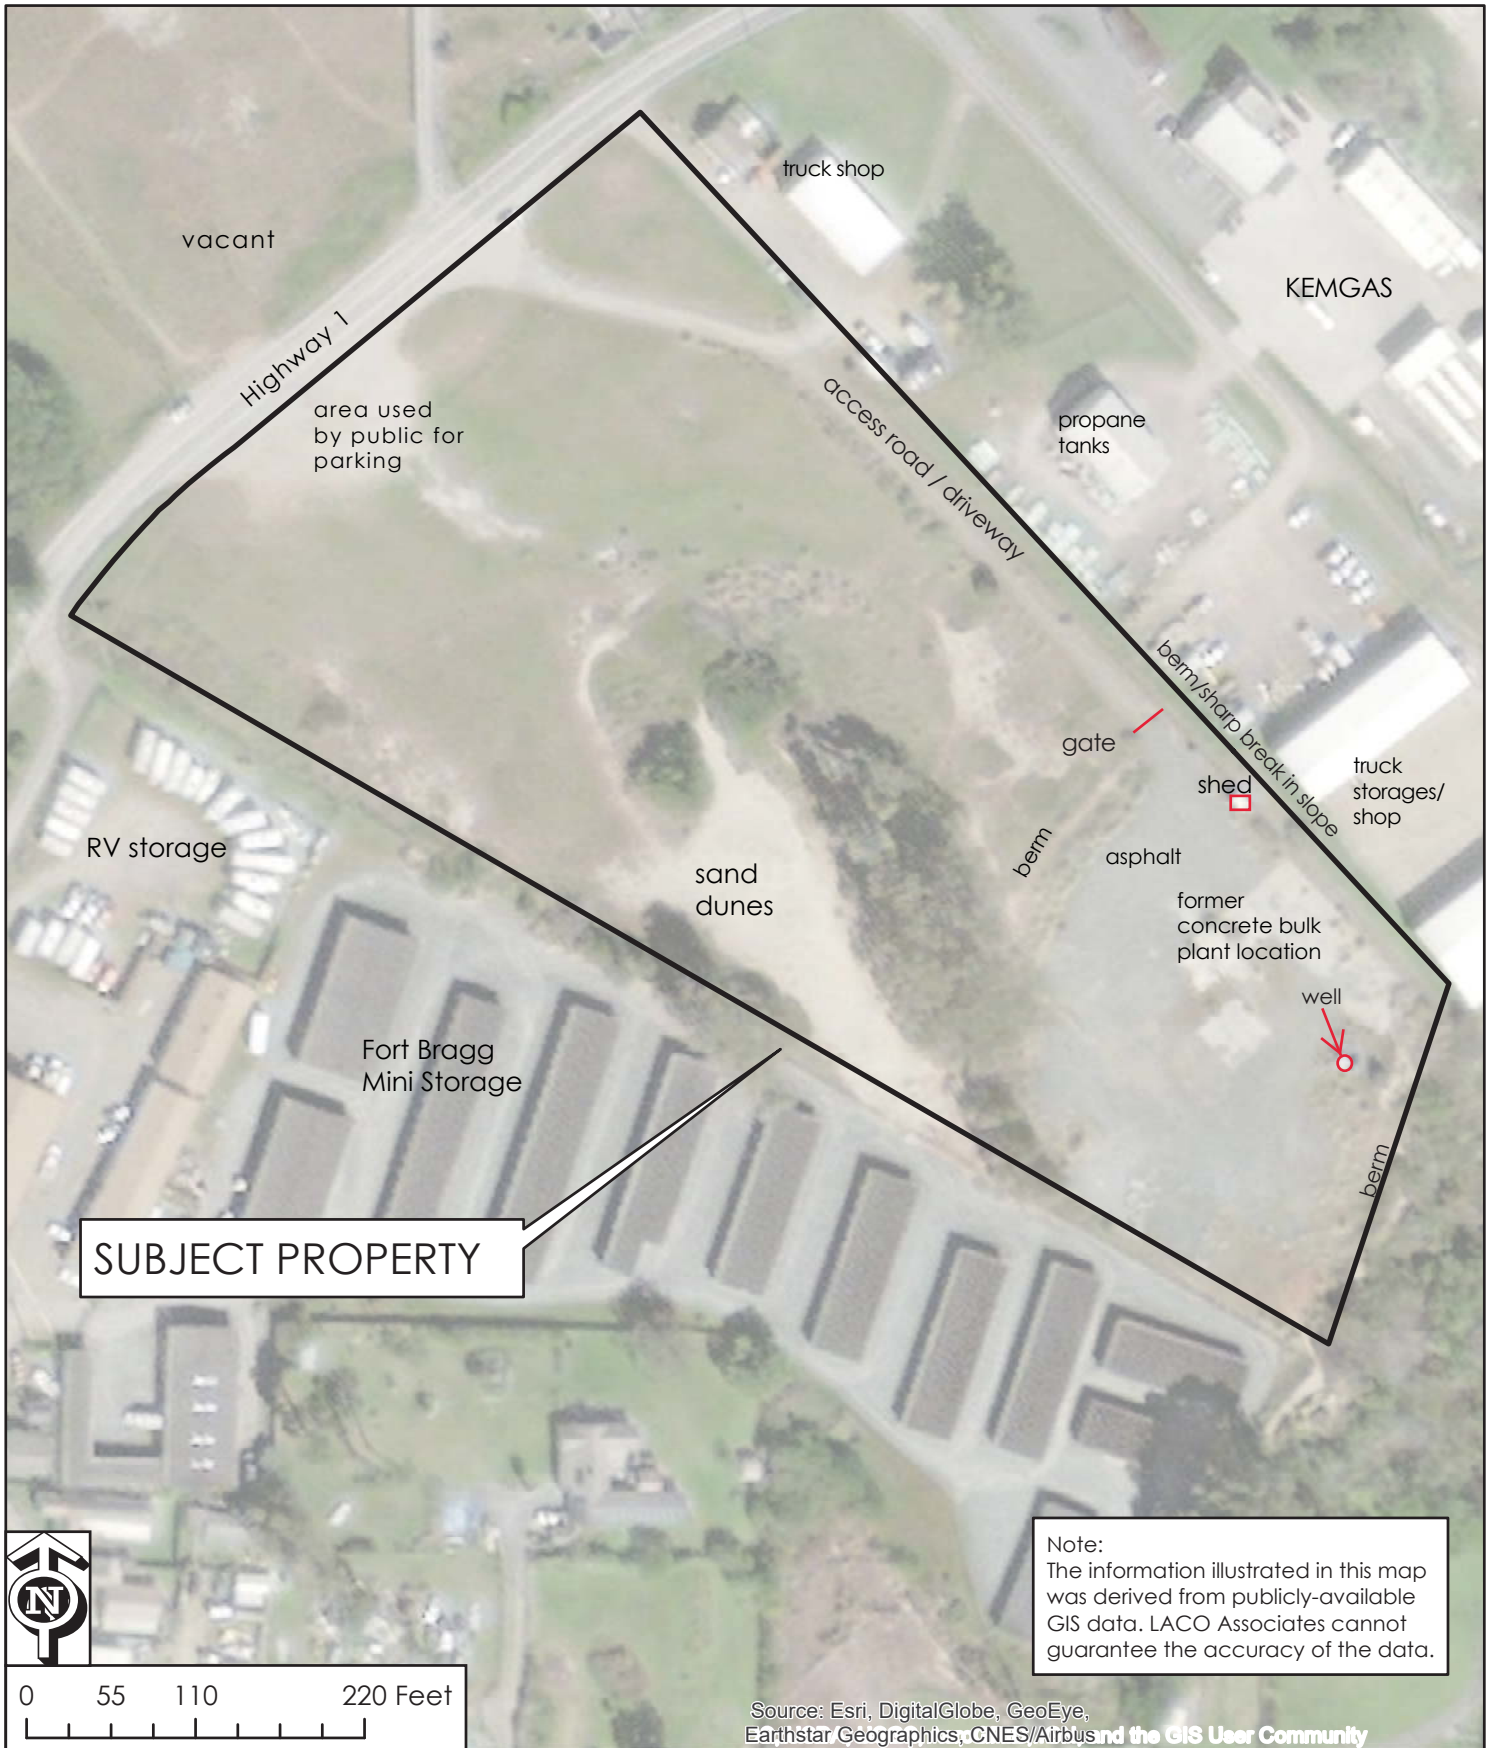 truck shop
vacant
KEMGAS
Highway 1
area used
by public for
parking
access road / driveway
propane
tanks
berm/sharp break in slope
gate
shed
truck
storages/
shop
RV storage
berm
asphalt
sand
dunes
former
concrete bulk
plant location
well
Fort Bragg
Mini Storage
berm
SUBJECT PROPERTY
Note:
The information illustrated in this map
was derived from publicly-available
GIS data. LACO Associates cannot
guarantee the accuracy of the data.
N
0 55 110 220 Feet
Source: Esri, DigitalGlobe, GeoEye,
Earthstar Geographics, CNES/Airbus and the GIS User Community